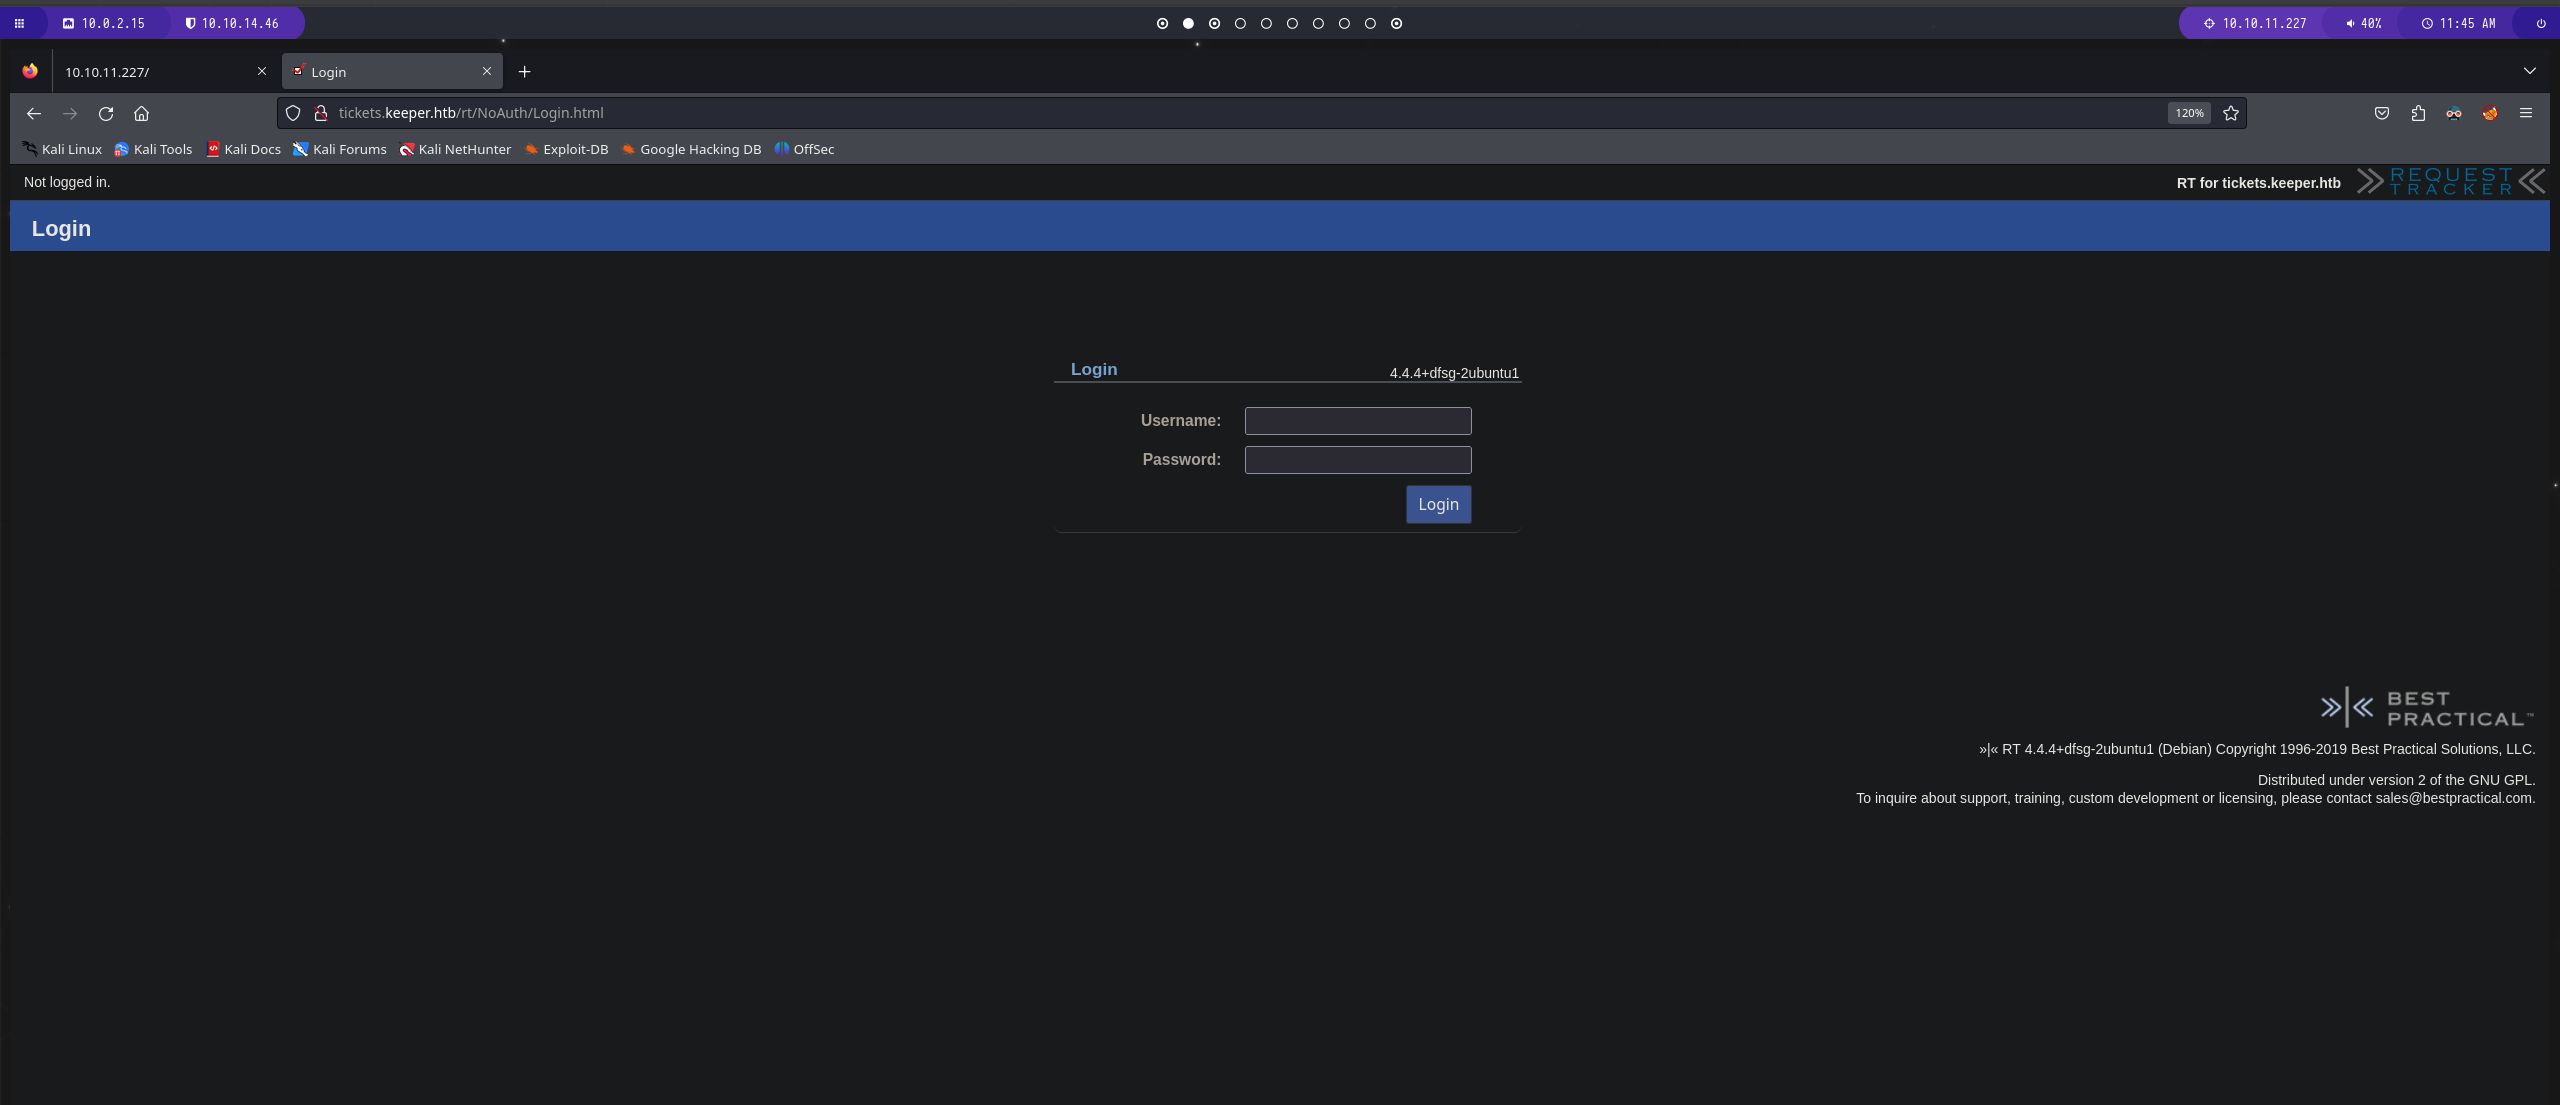 10.0.2.15 10.10.14.46 10.10.11.227 40% 11:45 AM
10.10.11.227/ Login
tickets.keeper.htb/rt/NoAuth/Login.html 120%
Kali Linux Kali Tools Kali Docs Kali Forums Kali NetHunter Exploit-DB Google Hacking DB OffSec
Not logged in. RT for tickets.keeper.htb
REQUEST
TRACKER
Login
Login 4.4.4+dfsg-2ubuntu1
Username:
Password:
Login
BEST
PRACTICAL™
»|« RT 4.4.4+dfsg-2ubuntu1 (Debian) Copyright 1996-2019 Best Practical Solutions, LLC.
Distributed under version 2 of the GNU GPL.
To inquire about support, training, custom development or licensing, please contact sales@bestpractical.com.